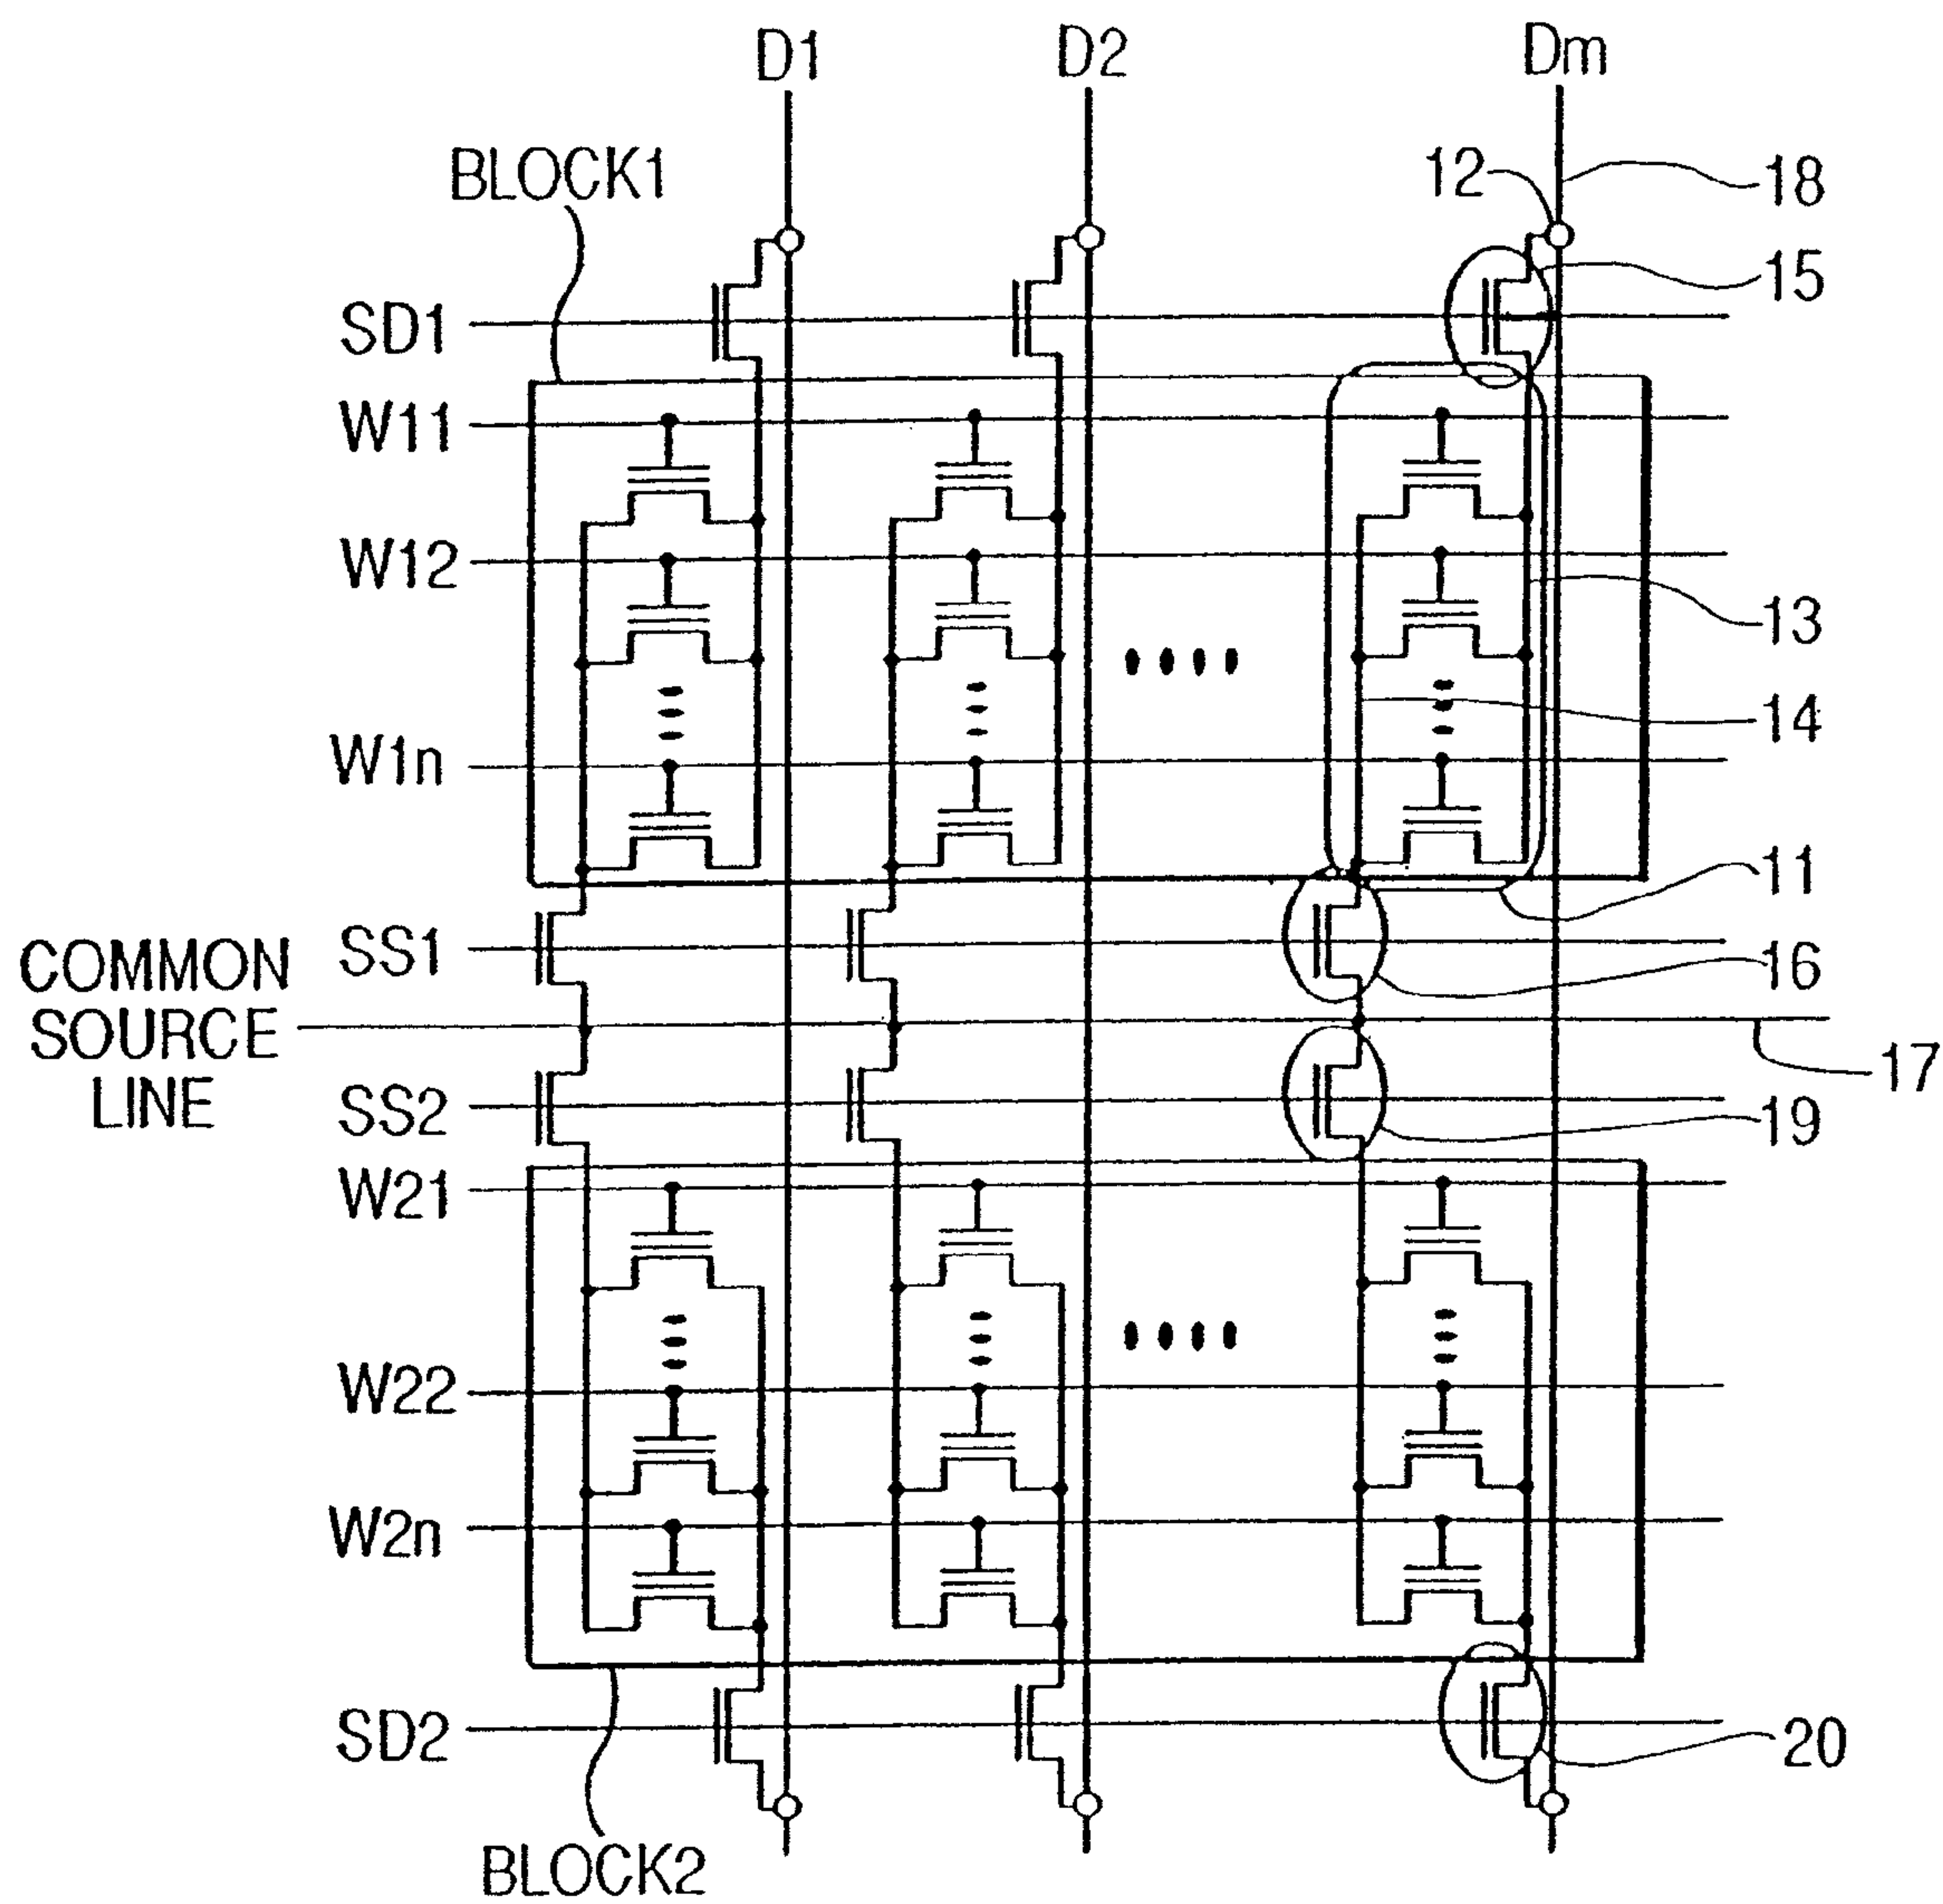 D1
D2
Dm
BLOCK1
12
18
15
SD1
W11
W12
13
14
W1n
11
SS1
16
COMMON
SOURCE
LINE
17
SS2
19
W21
W22
W2n
SD2
20
BLOCK2